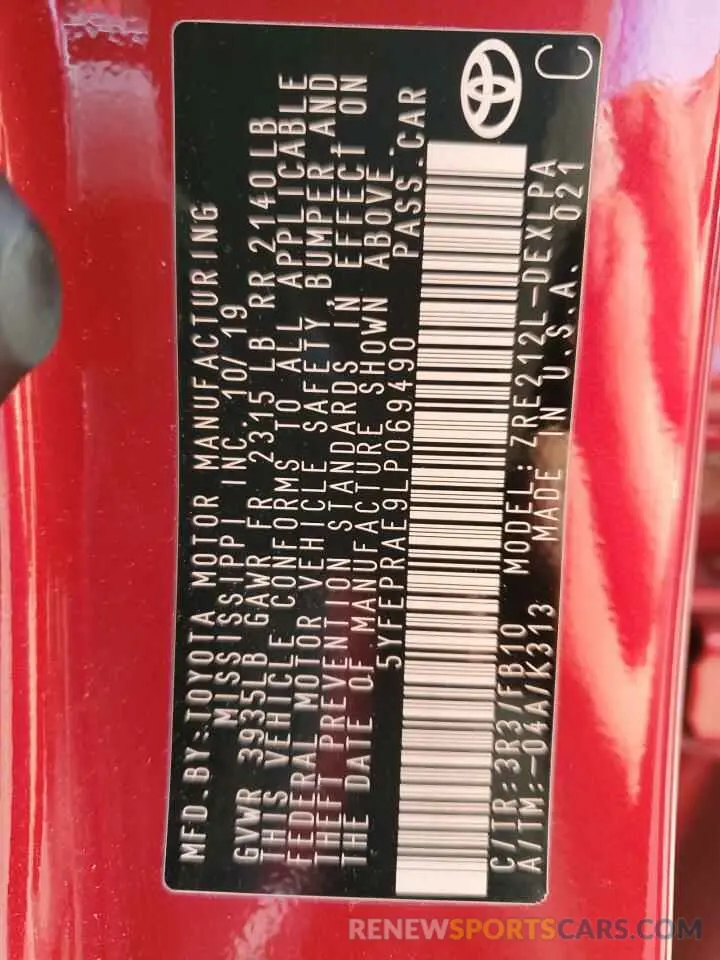 MFD. BY: TOYOTA MOTOR MANUFACTURING
MISSISSIPPI INC. 10/19
GVWR 3935LB GAWR FR 2315 LB RR 2140LB
THIS VEHICLE CONFORMS TO ALL APPLICABLE
FEDERAL MOTOR VEHICLE SAFETY, BUMPER, AND
THEFT PREVENTION STANDARDS IN EFFECT ON
THE DATE OF MANUFACTURE SHOWN ABOVE.
5YFEPRAE9LP069490 PASS. CAR
C/TR: 3R3/FB10 MODEL: ZRE212L-DEXLPA
A/TM: -04A/K313 MADE IN U.S.A. 021
C
RENEWSPORTSCARS.COM